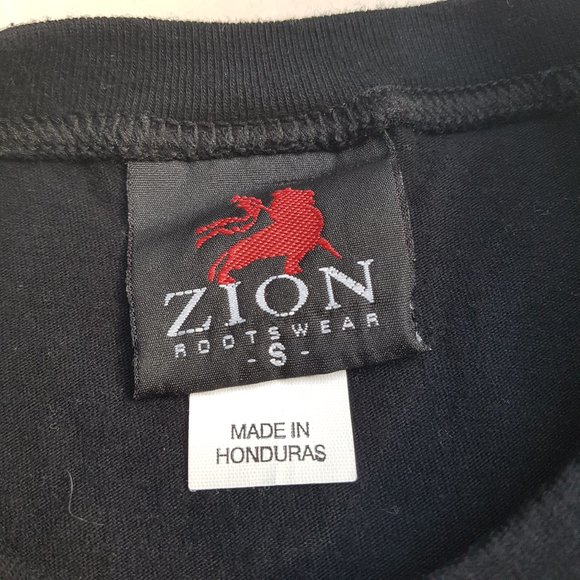 ZION
ROOTSWEAR
- S -
MADE IN
HONDURAS